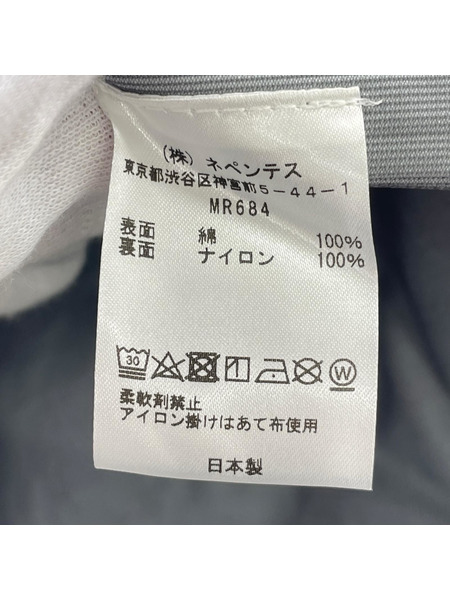 (株) ネペンテス
東京都渋谷区神宮前5-44-1
MR684
表面 綿 100%
裏面 ナイロン 100%
30 W
柔軟剤禁止
アイロン掛けはあて布使用
日本製